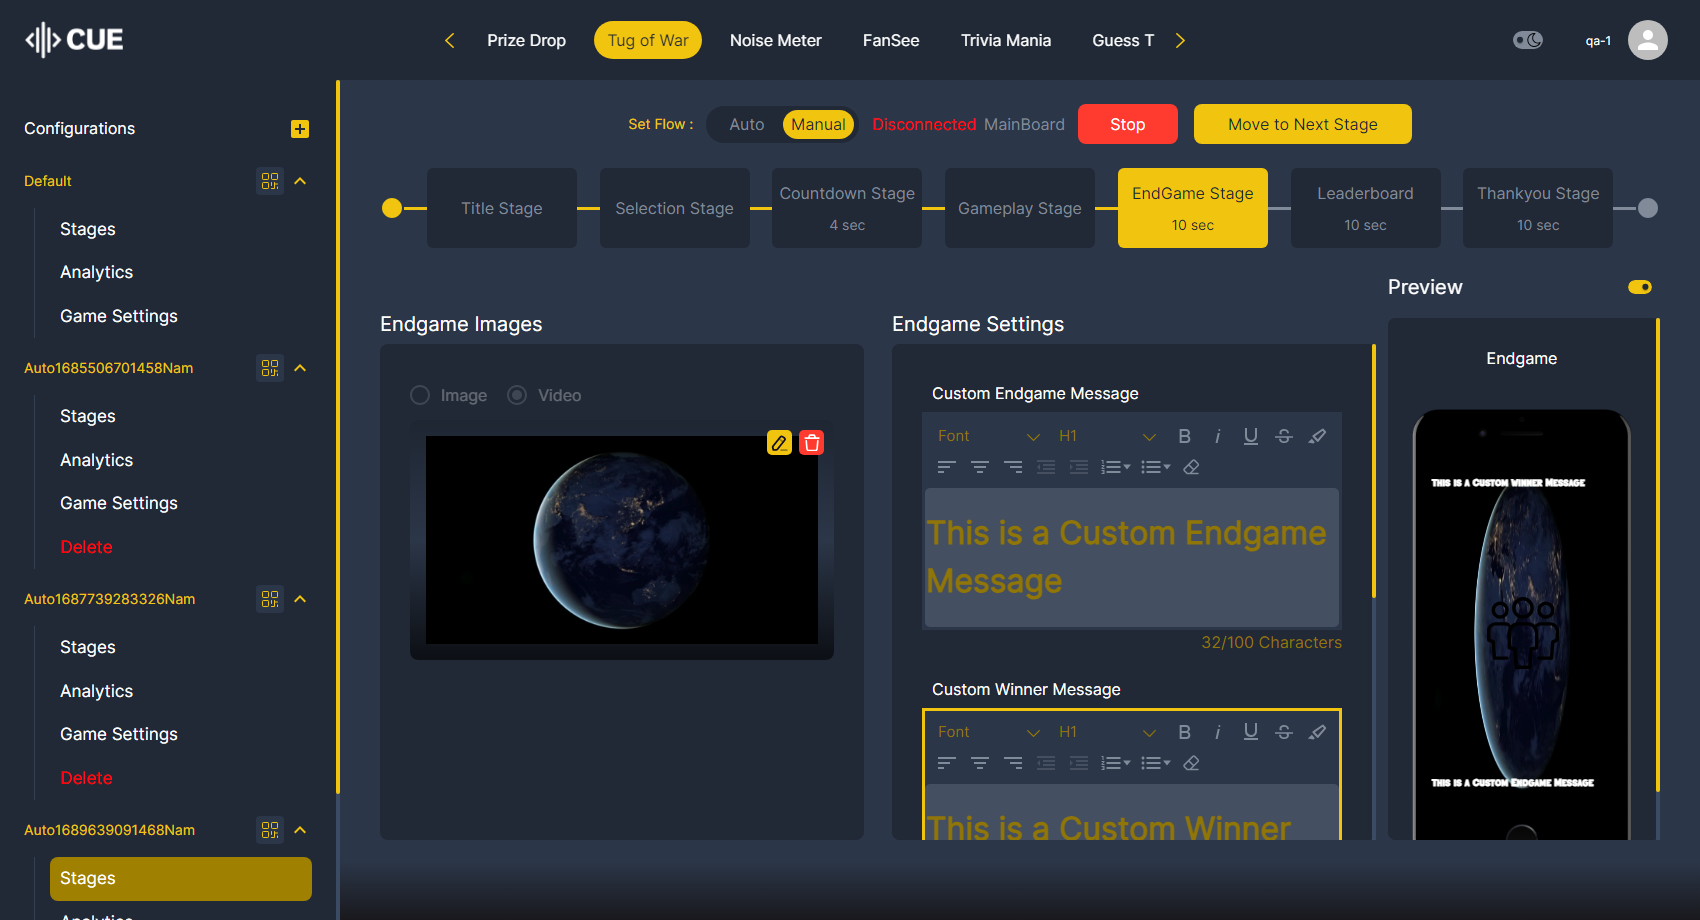 CUE
Prize Drop
Tug of War
Noise Meter
FanSee
Trivia Mania
Guess T
qa-1
Configurations
Default
Stages
Analytics
Game Settings
Auto1685506701458Nam
Stages
Analytics
Game Settings
Delete
Auto1687739283326Nam
Stages
Analytics
Game Settings
Delete
Auto1689639091468Nam
Stages
Analytics
Set Flow :
Auto
Manual
Disconnected MainBoard
Stop
Move to Next Stage
Title Stage
Selection Stage
Countdown Stage
4 sec
Gameplay Stage
EndGame Stage
10 sec
Leaderboard
10 sec
Thankyou Stage
10 sec
Endgame Images
Image
Video
Endgame Settings
Custom Endgame Message
Font
H1
B
i
U
S
This is a Custom Endgame
Message
32/100 Characters
Custom Winner Message
Font
H1
B
i
U
S
This is a Custom Winner
Preview
Endgame
This is a Custom Winner Message
This is a Custom Endgame Message